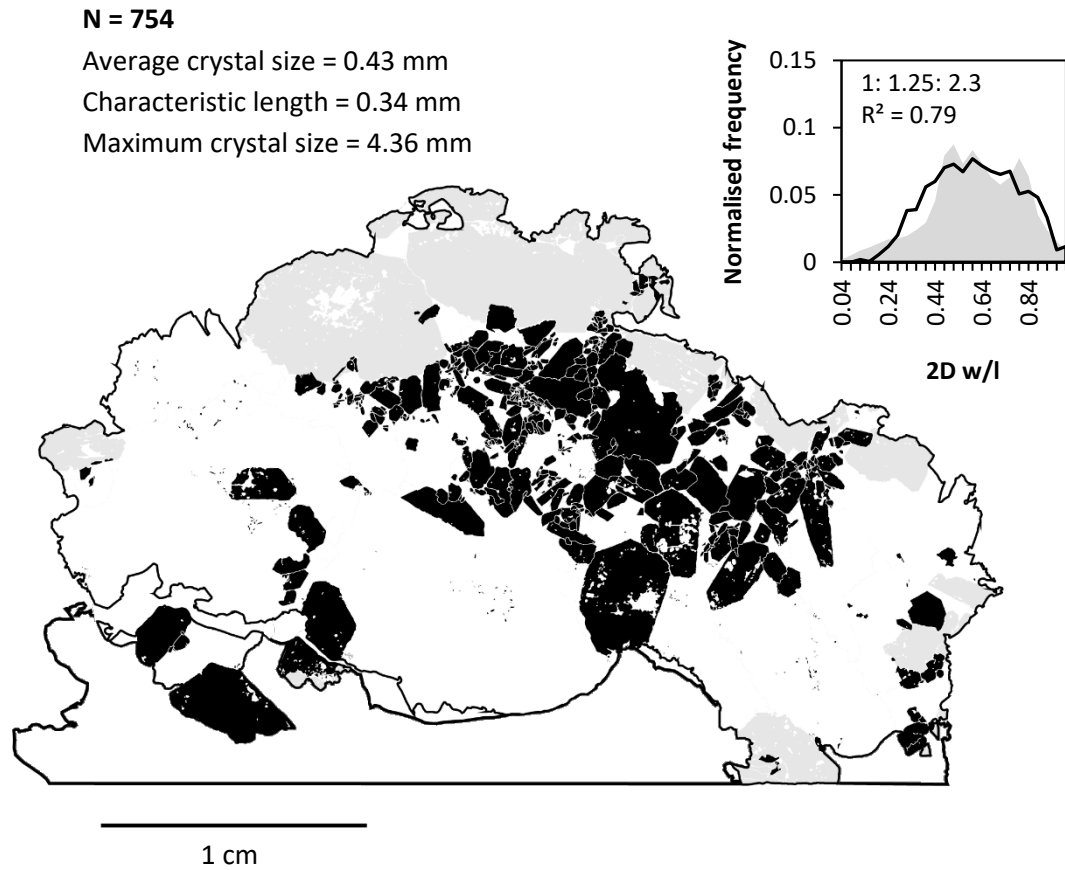 N = 754
Average crystal size = 0.43 mm
Characteristic length = 0.34 mm
Maximum crystal size = 4.36 mm
Normalised frequency
0.15
0.1
0.05
0
1: 1.25: 2.3
R² = 0.79
0.04
0.24
0.44
0.64
0.84
2D w/l
1 cm